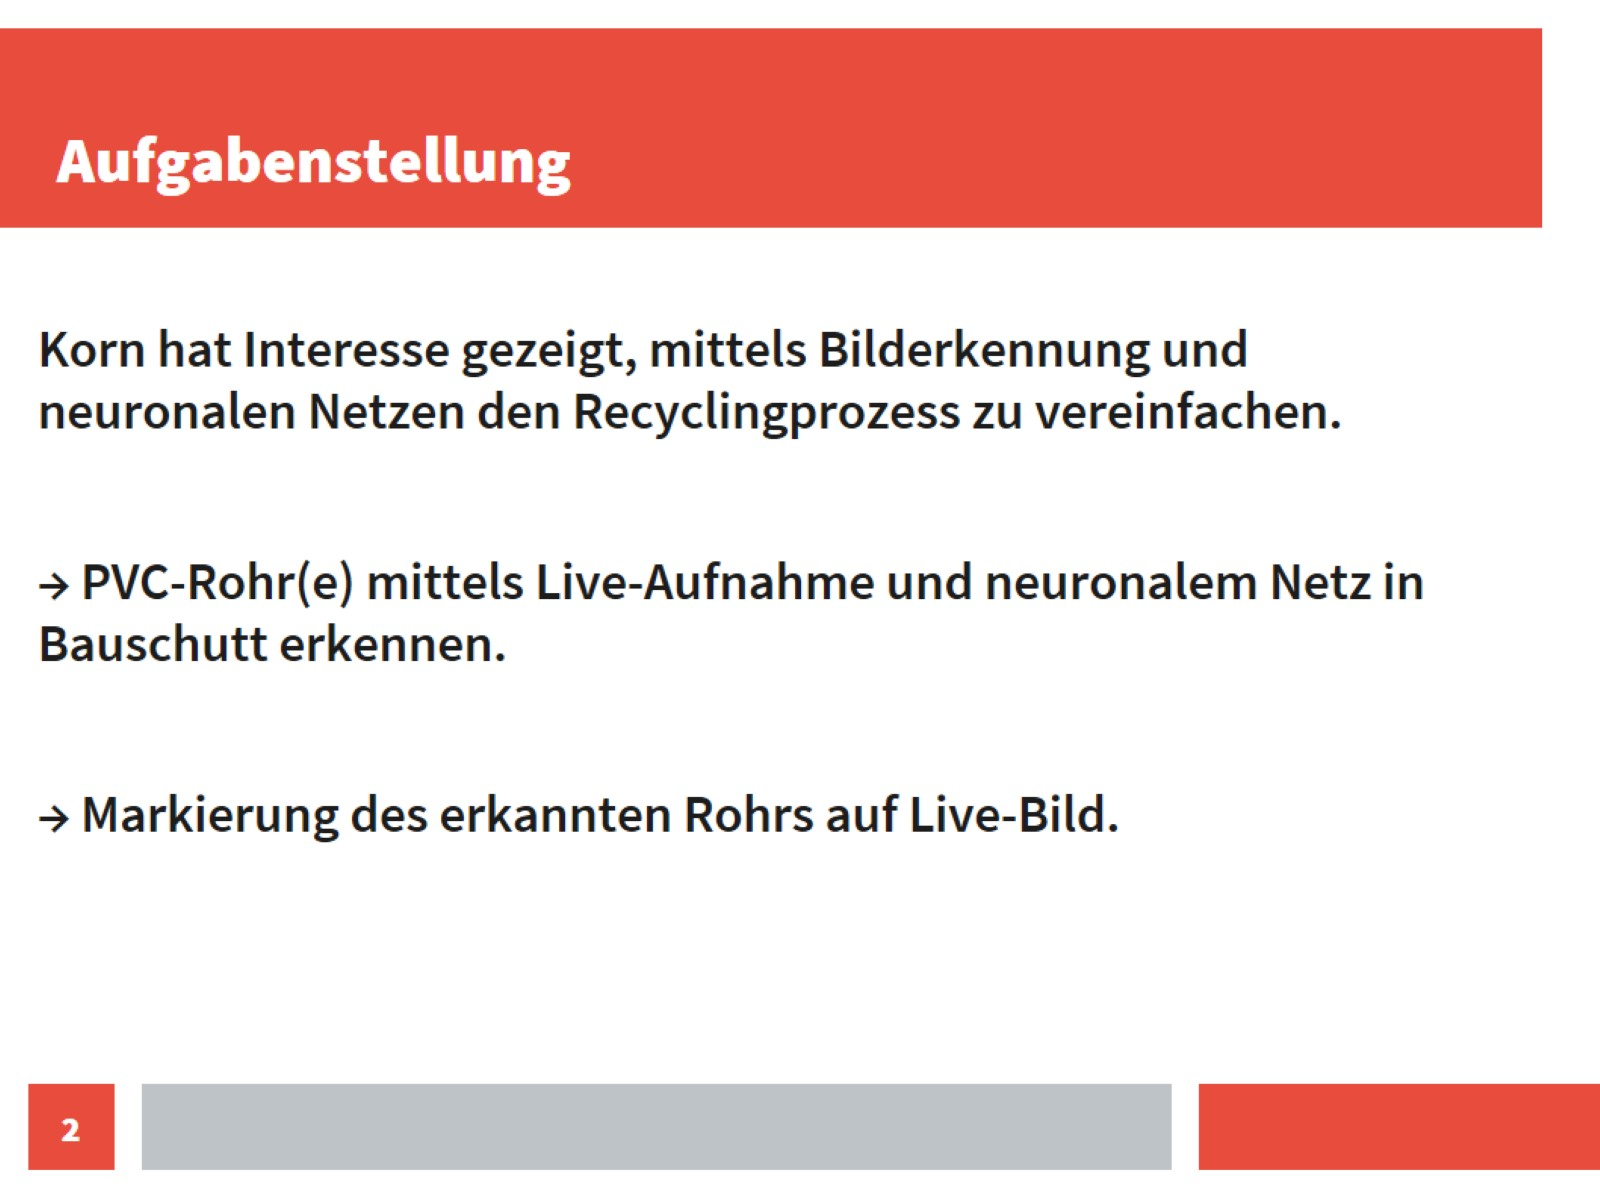 Aufgabenstellung
Korn hat Interesse gezeigt, mittels Bilderkennung und
neuronalen Netzen den Recyclingprozess zu vereinfachen.
→ PVC-Rohr(e) mittels Live-Aufnahme und neuronalem Netz in
Bauschutt erkennen.
→ Markierung des erkannten Rohrs auf Live-Bild.
2